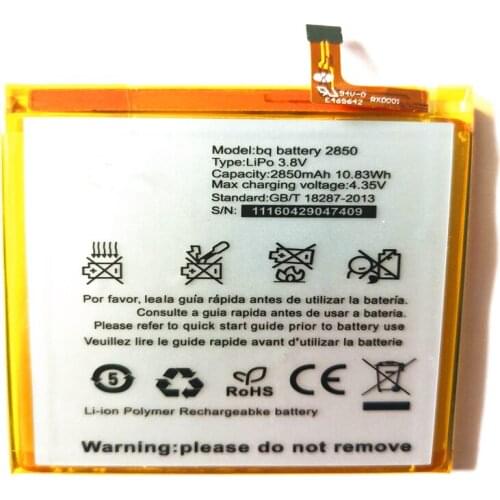 94V-0
E469642 RXD001
Model:bq battery 2850
Type:LiPo 3.8V
Capacity:2850mAh 10.83Wh
Max charging voltage:4.35V
Standard:GB/T 18287-2013
S/N: 11160429047409
Por favor, leala guía rápida antes de utilizar la batería.
Consulte a guia rápida antes de usar a bateria.
Please refer to quick start guide prior to battery use
Veuillez lire le guide rapide avant d'utiliser la batterie
5
RoHS
CE
Li-ion Polymer Rechargeabke battery
Warning:please do not remove